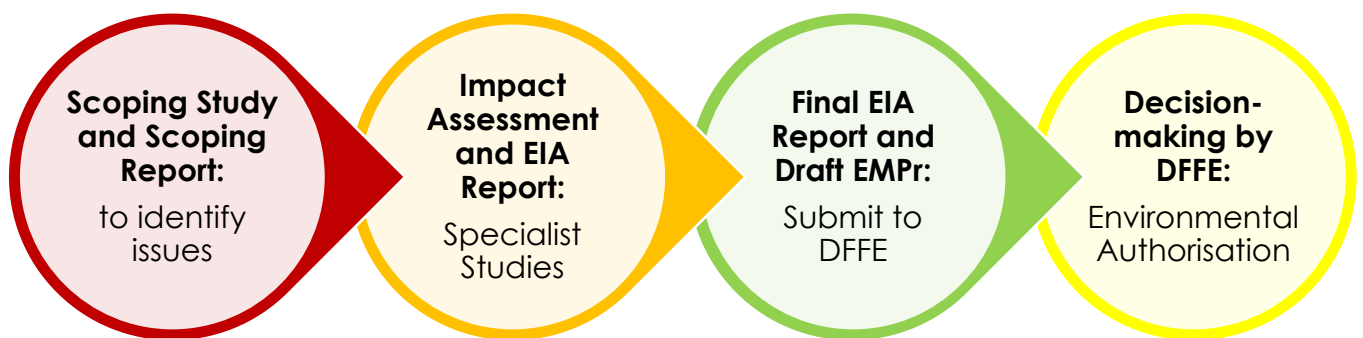 Scoping Study
and Scoping
Report:
to identify
issues
Impact
Assessment
and EIA
Report:
Specialist
Studies
Final EIA
Report and
Draft EMPr:
Submit to
DFFE
Decision-
making by
DFFE:
Environmental
Authorisation